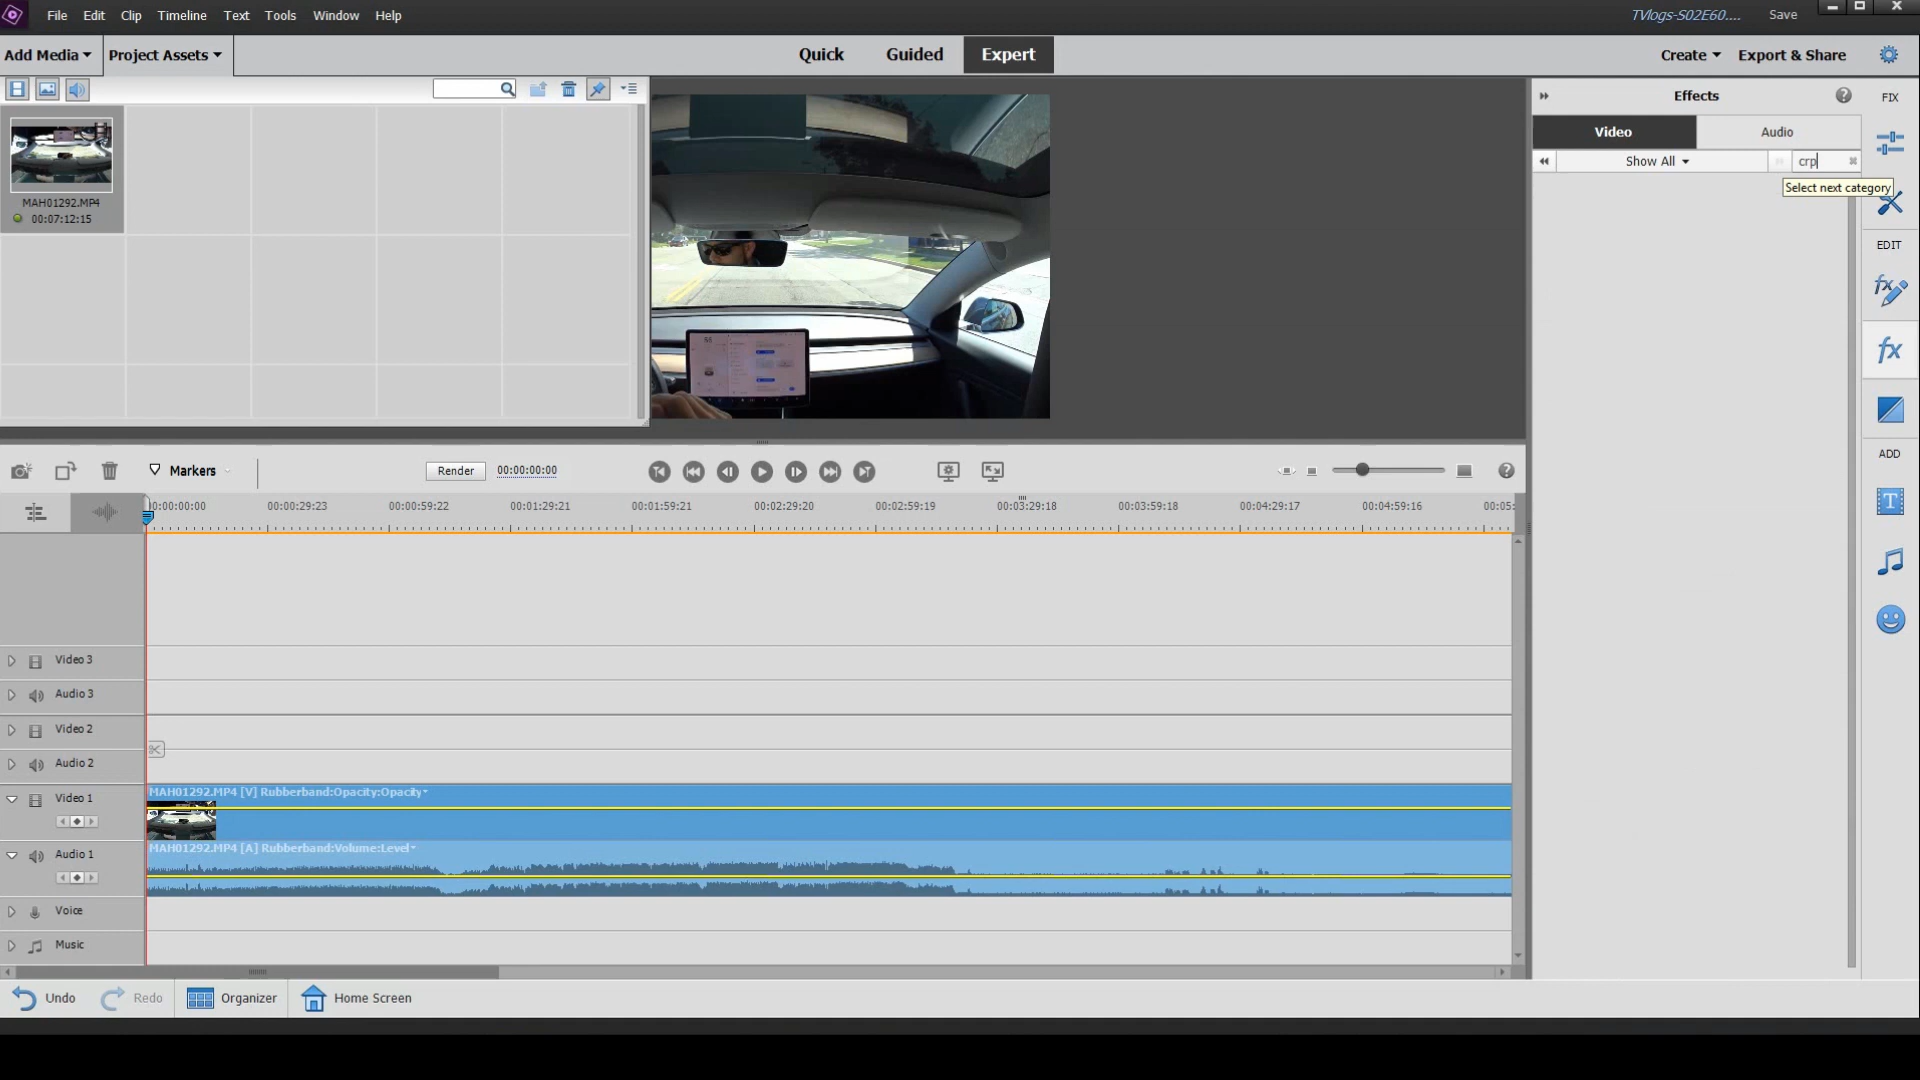 File Edit Clip Timeline Text Tools Window Help
TVlogs-S02E60.... Save
Add Media Project Assets
Quick Guided Expert
Create Export & Share
Effects
FIX
Video Audio
Show All crp
Select next category
MAH01292.MP4
00:07:12:15
EDIT
fx
fx
ADD
T
Markers
Render 00:00:00:00
00:00:00:00 00:00:29:23 00:00:59:22 00:01:29:21 00:01:59:21 00:02:29:20 00:02:59:19 00:03:29:18 00:03:59:18 00:04:29:17 00:04:59:16 00:05:
Video 3
Audio 3
Video 2
Audio 2
Video 1
MAH01292.MP4 [V] Rubberband:Opacity:Opacity
Audio 1
MAH01292.MP4 [A] Rubberband:Volume:Level
Voice
Music
Undo Redo Organizer Home Screen